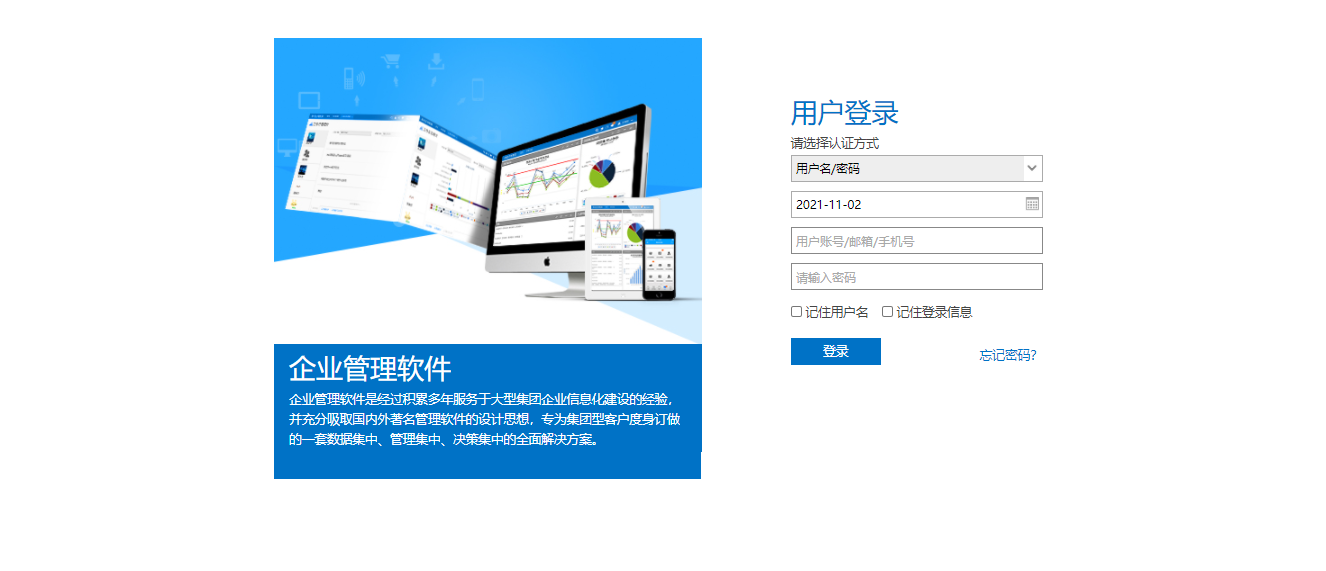 企业管理软件
企业管理软件是经过积累多年服务于大型集团企业信息化建设的经验，
并充分吸取国内外著名管理软件的设计思想，专为集团型客户度身订做
的一套数据集中、管理集中、决策集中的全面解决方案。
用户登录
请选择认证方式
用户名/密码
2021-11-02
用户账号/邮箱/手机号
请输入密码
记住用户名 记住登录信息
登录 忘记密码?